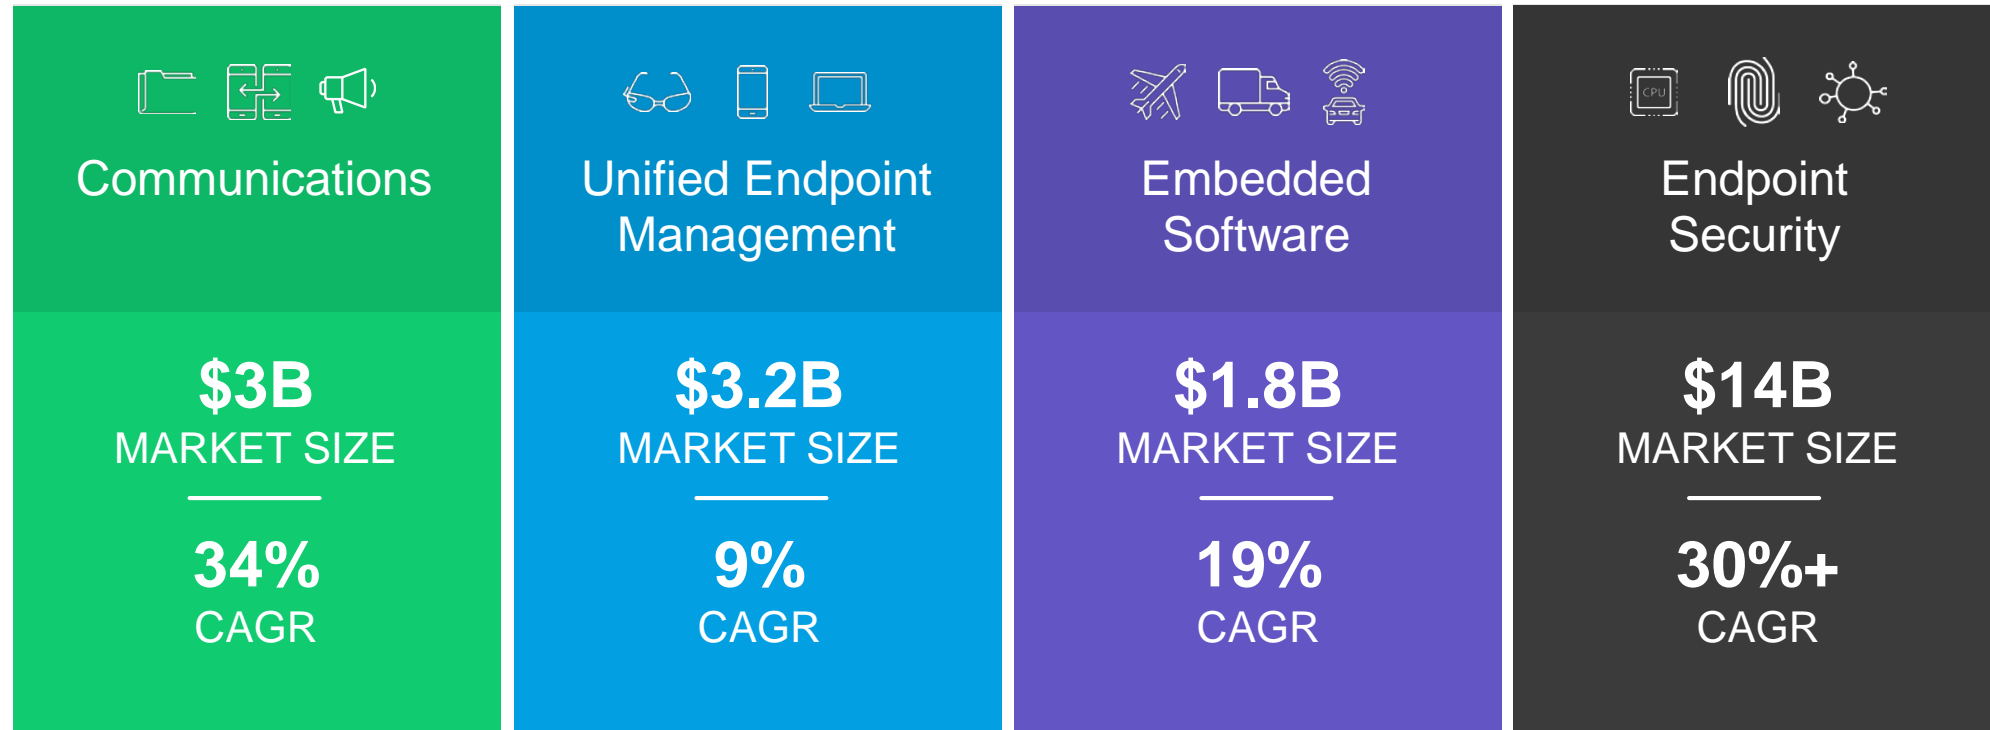 Communications
$3B
MARKET SIZE
34%
CAGR
Unified Endpoint
Management
$3.2B
MARKET SIZE
9%
CAGR
Embedded
Software
$1.8B
MARKET SIZE
19%
CAGR
CPU
Endpoint
Security
$14B
MARKET SIZE
30%+
CAGR